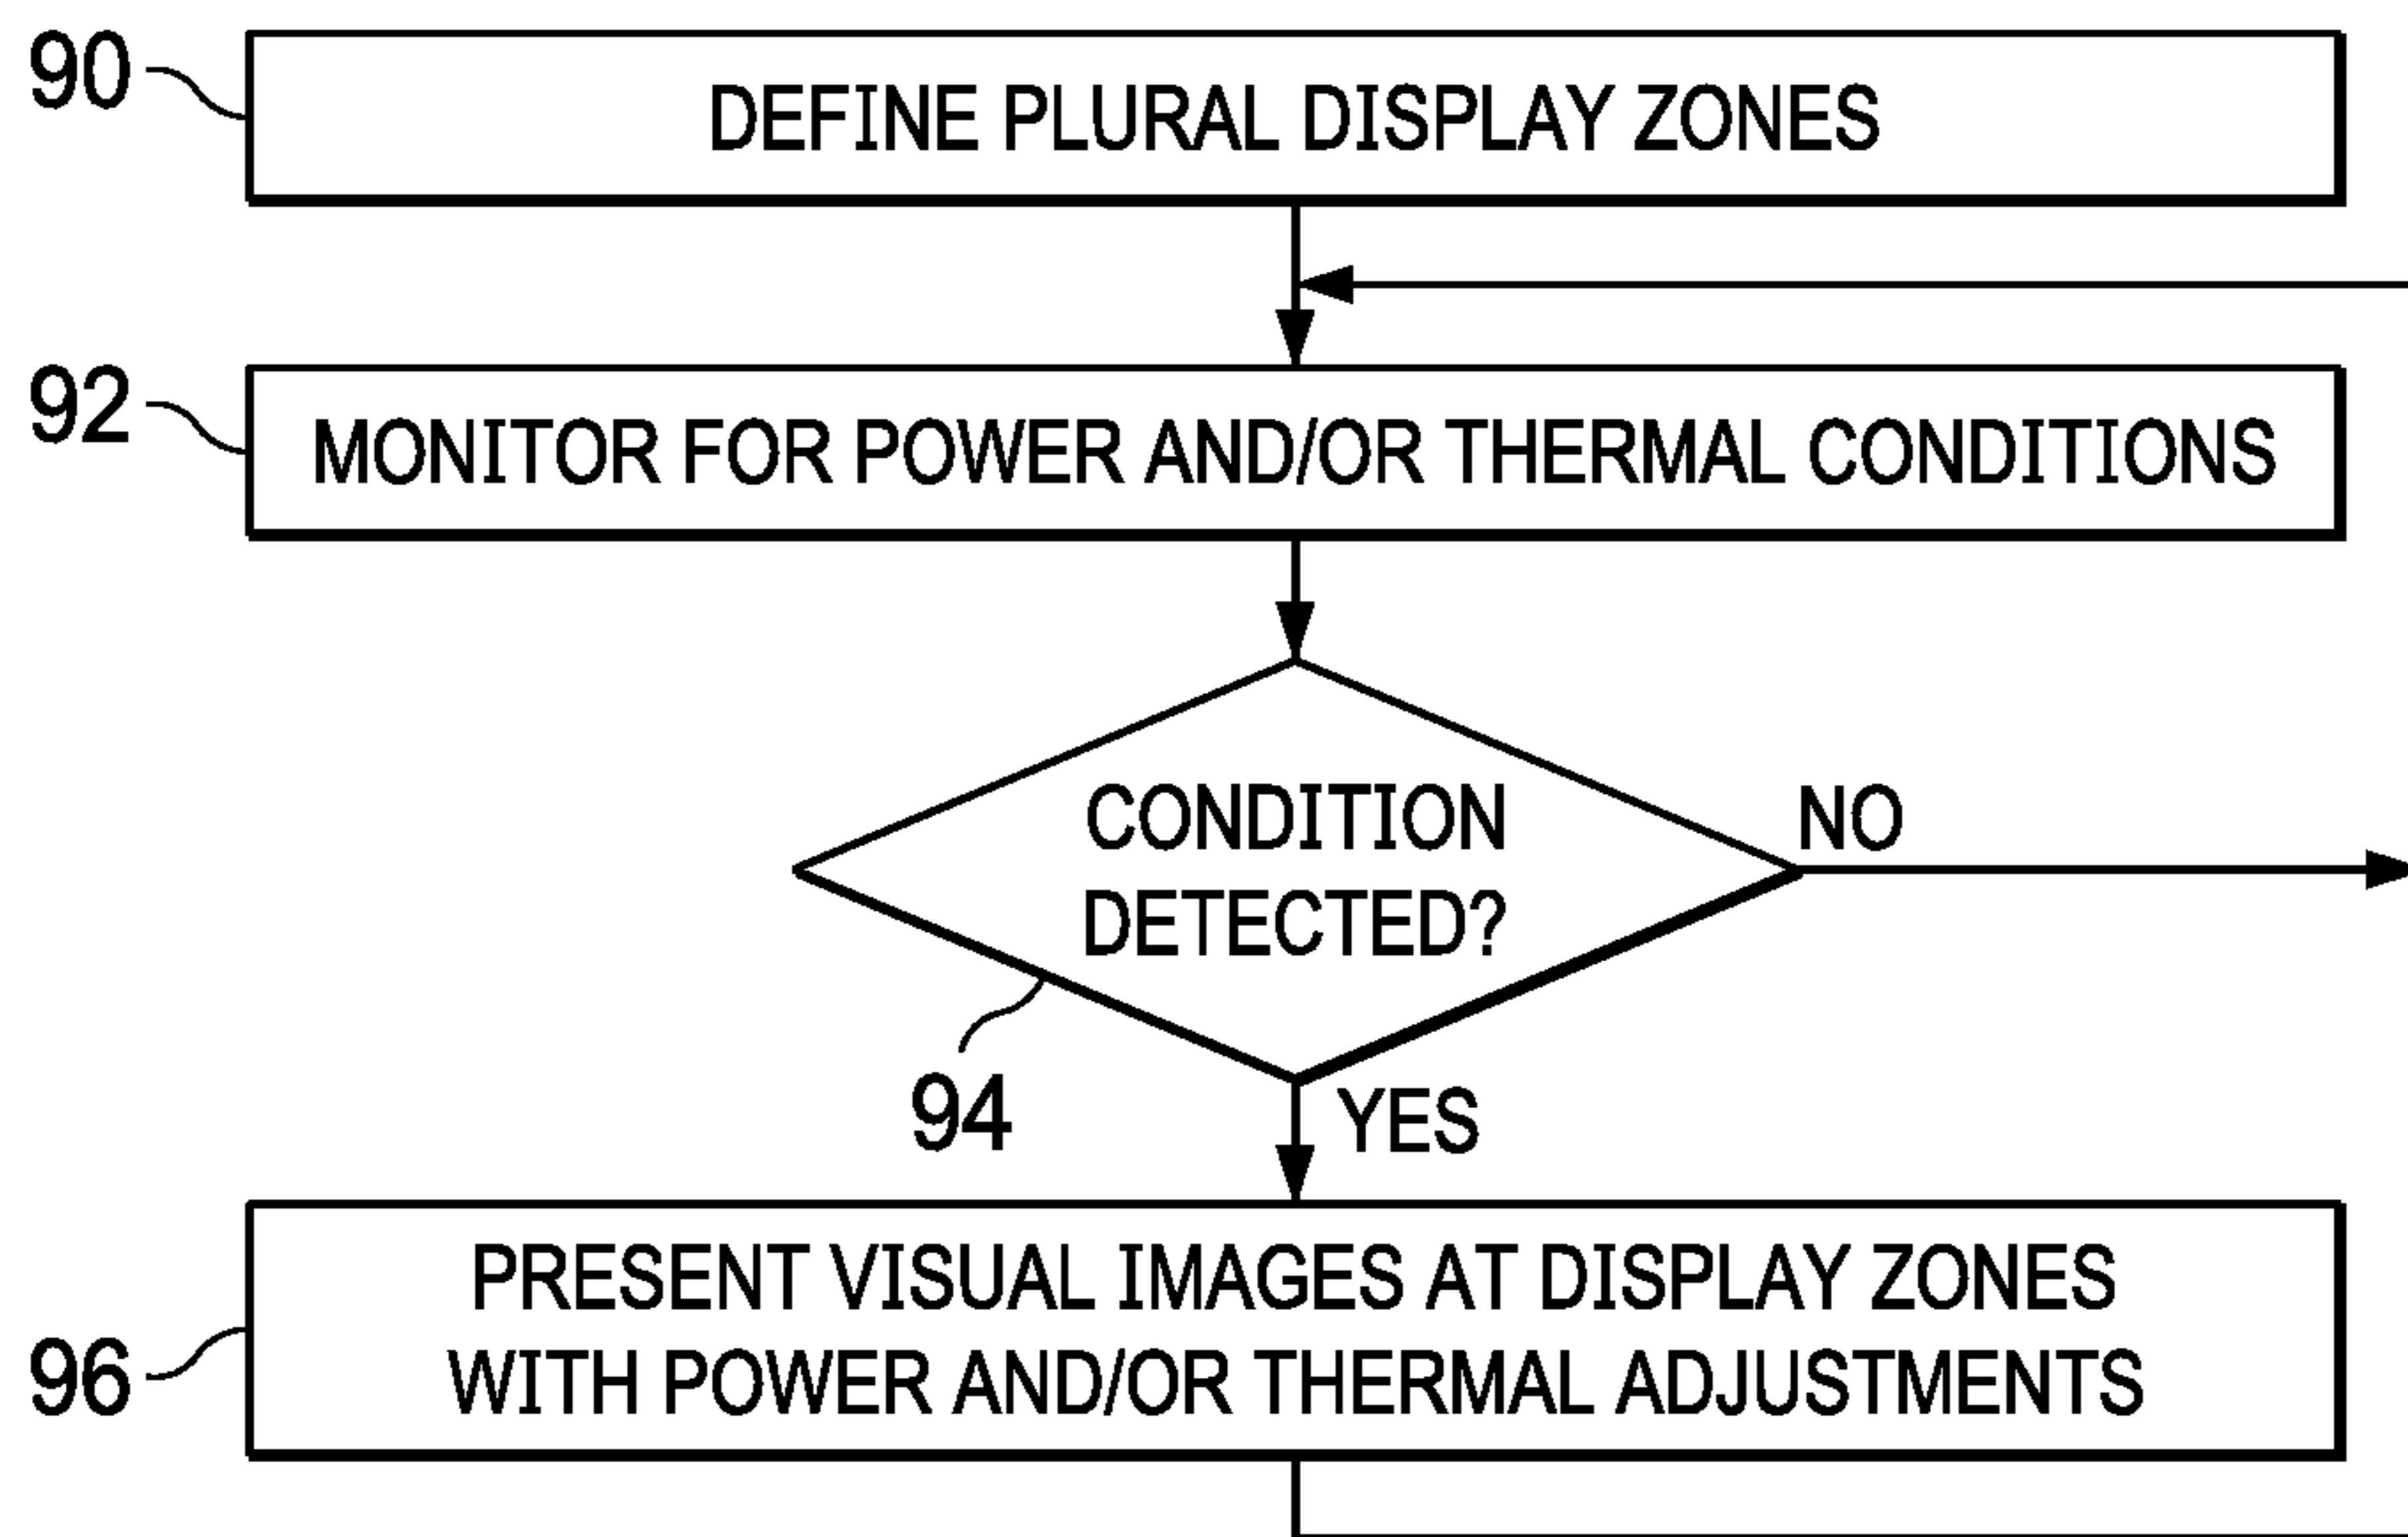 90
DEFINE PLURAL DISPLAY ZONES
92
MONITOR FOR POWER AND/OR THERMAL CONDITIONS
CONDITION
DETECTED?
NO
94
YES
PRESENT VISUAL IMAGES AT DISPLAY ZONES
WITH POWER AND/OR THERMAL ADJUSTMENTS
96